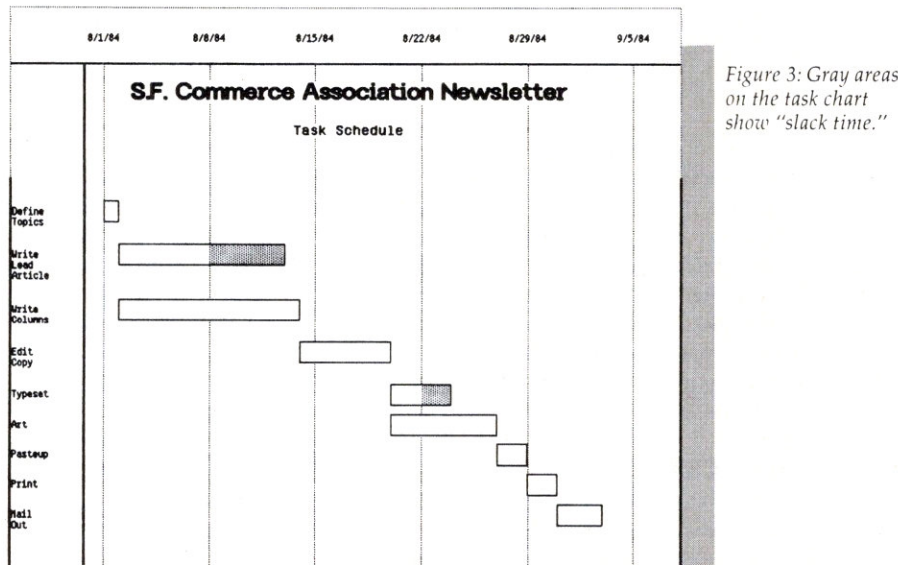 8/1/84 8/8/84 8/15/84 8/22/84 8/29/84 9/5/84
S.F. Commerce Association Newsletter
Task Schedule
Define
Topics
Write
Lead
Article
Write
Columns
Edit
Copy
Typeset
Art
Pasteup
Print
Mail
Out
Figure 3: Gray areas
on the task chart
show "slack time."